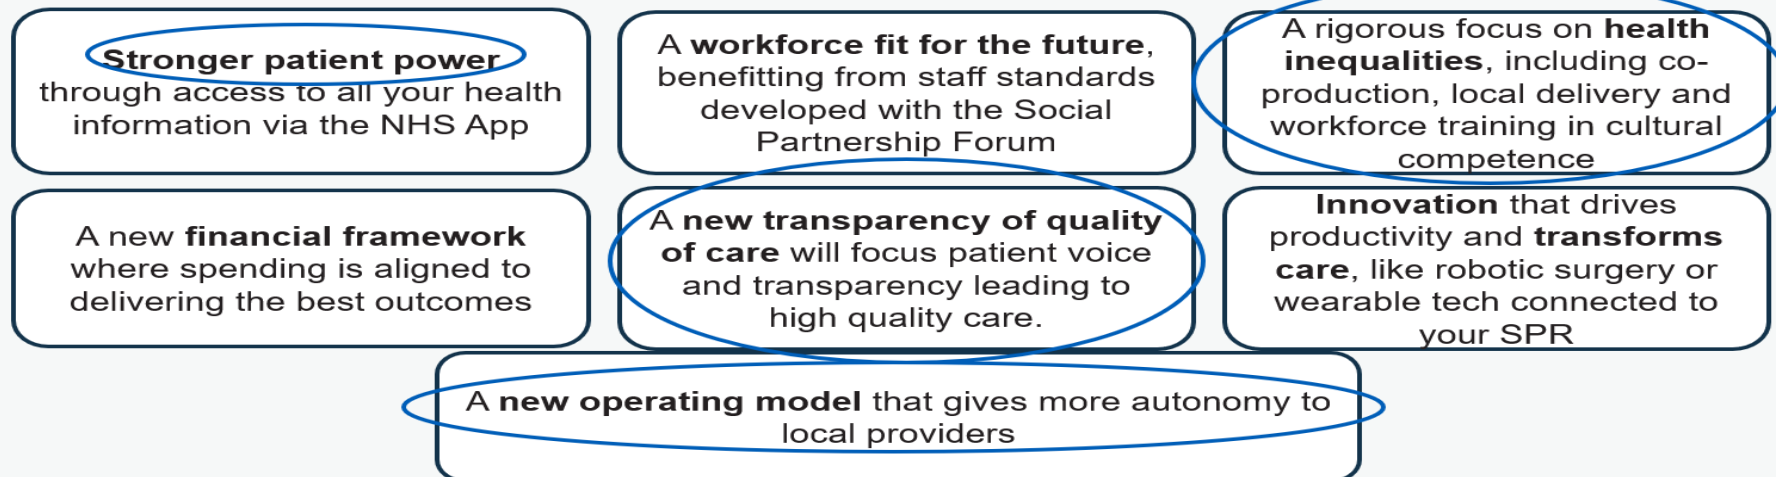 Stronger patient power
through access to all your health
information via the NHS App
A workforce fit for the future,
benefitting from staff standards
developed with the Social
Partnership Forum
A rigorous focus on health
inequalities, including co-
production, local delivery and
workforce training in cultural
competence
A new financial framework
where spending is aligned to
delivering the best outcomes
A new transparency of quality
of care will focus patient voice
and transparency leading to
high quality care.
Innovation that drives
productivity and transforms
care, like robotic surgery or
wearable tech connected to
your SPR
A new operating model that gives more autonomy to
local providers